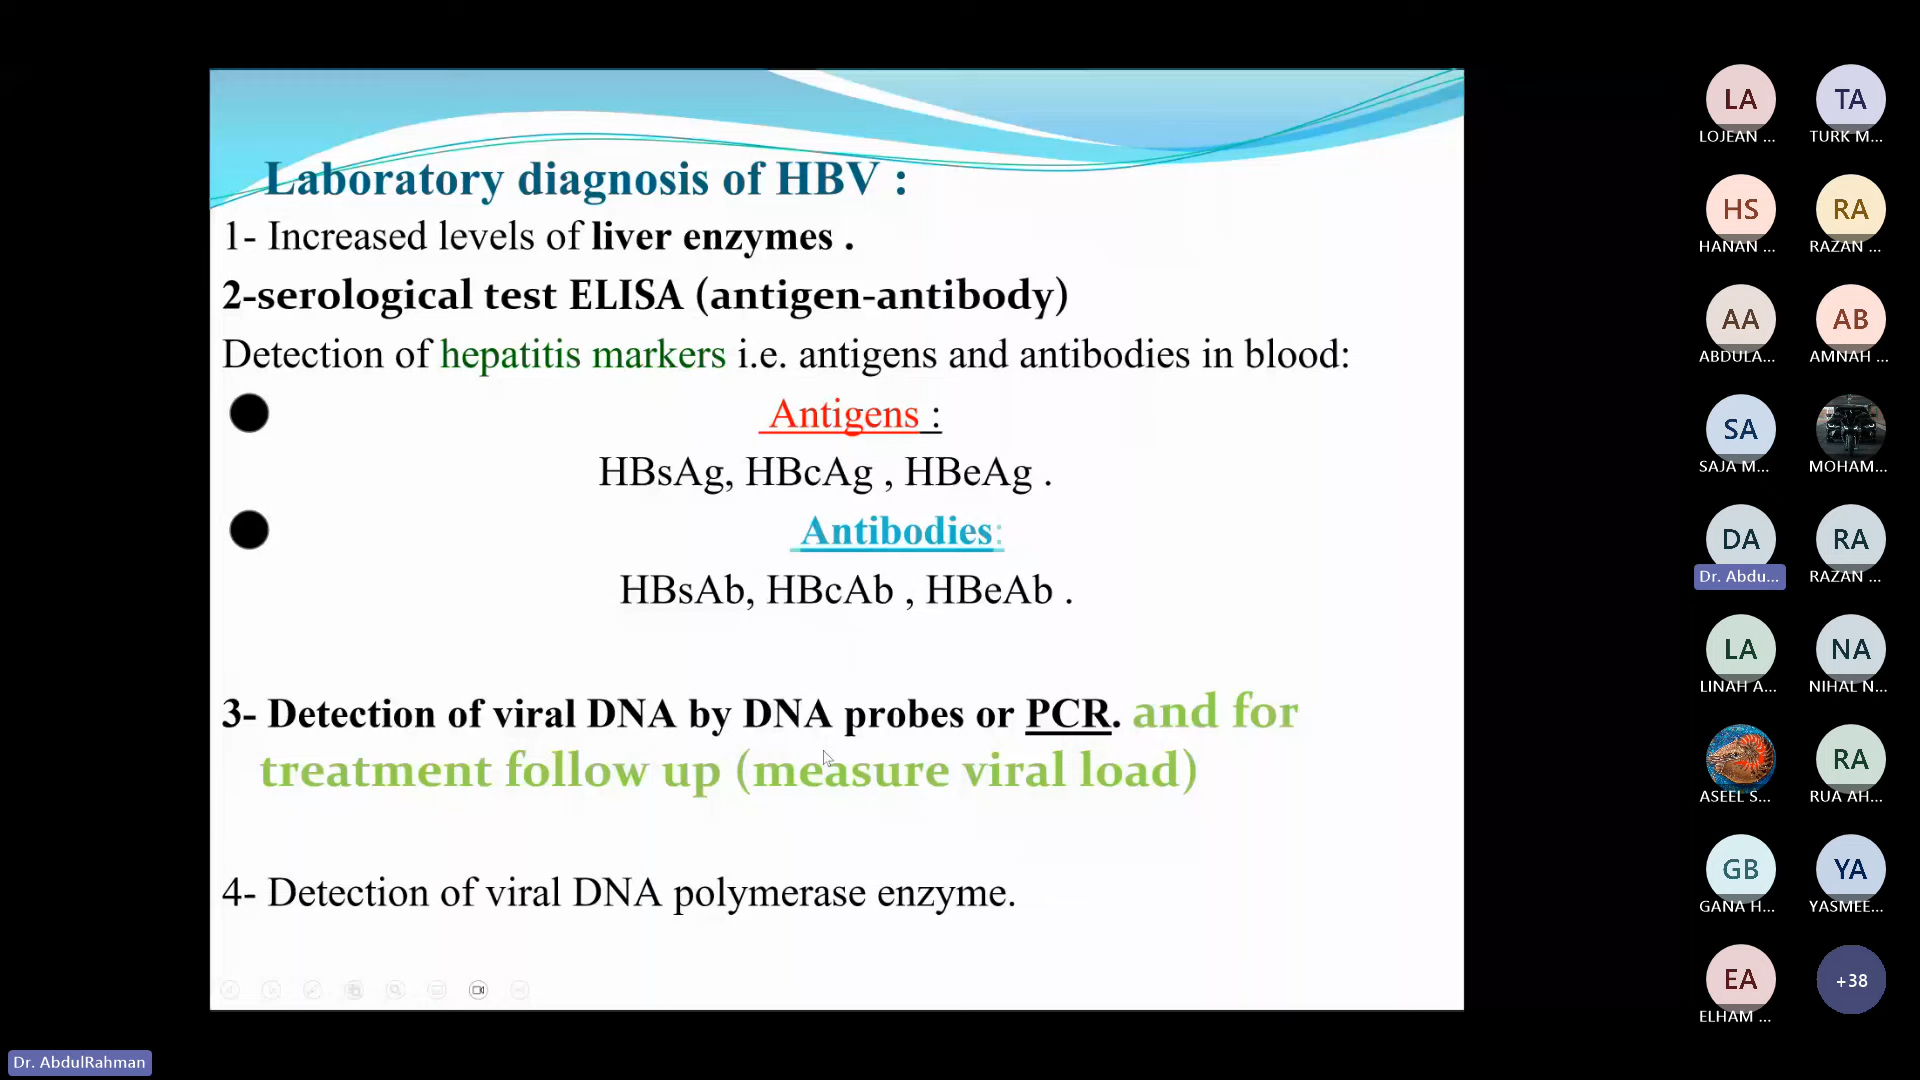 Laboratory diagnosis of HBV :
1- Increased levels of liver enzymes .
2-serological test ELISA (antigen-antibody)
Detection of hepatitis markers i.e. antigens and antibodies in blood:
Antigens :
HBsAg, HBcAg , HBeAg .
Antibodies:
HBsAb, HBcAb , HBeAb .
3- Detection of viral DNA by DNA probes or PCR. and for
treatment follow up (measure viral load)
4- Detection of viral DNA polymerase enzyme.
LA
LOJEAN ...
TA
TURK M...
HS
HANAN ...
RA
RAZAN ...
AA
ABDULA...
AB
AMNAH ...
SA
SAJA M...
MOHAM...
DA
Dr. Abdu...
RA
RAZAN ...
LA
LINAH A...
NA
NIHAL N...
ASEEL S...
RA
RUA AH...
GB
GANA H...
YA
YASMEE...
EA
ELHAM ...
+38
Dr. AbdulRahman